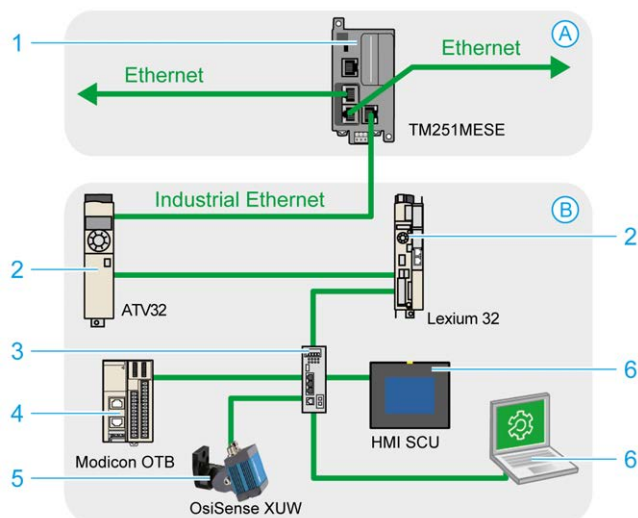 1
Ethernet
A
Ethernet
TM251MESE
Industrial Ethernet
B
2
2
ATV32
Lexium 32
3
6
4
HMI SCU
Modicon OTB
6
5
OsiSense XUW